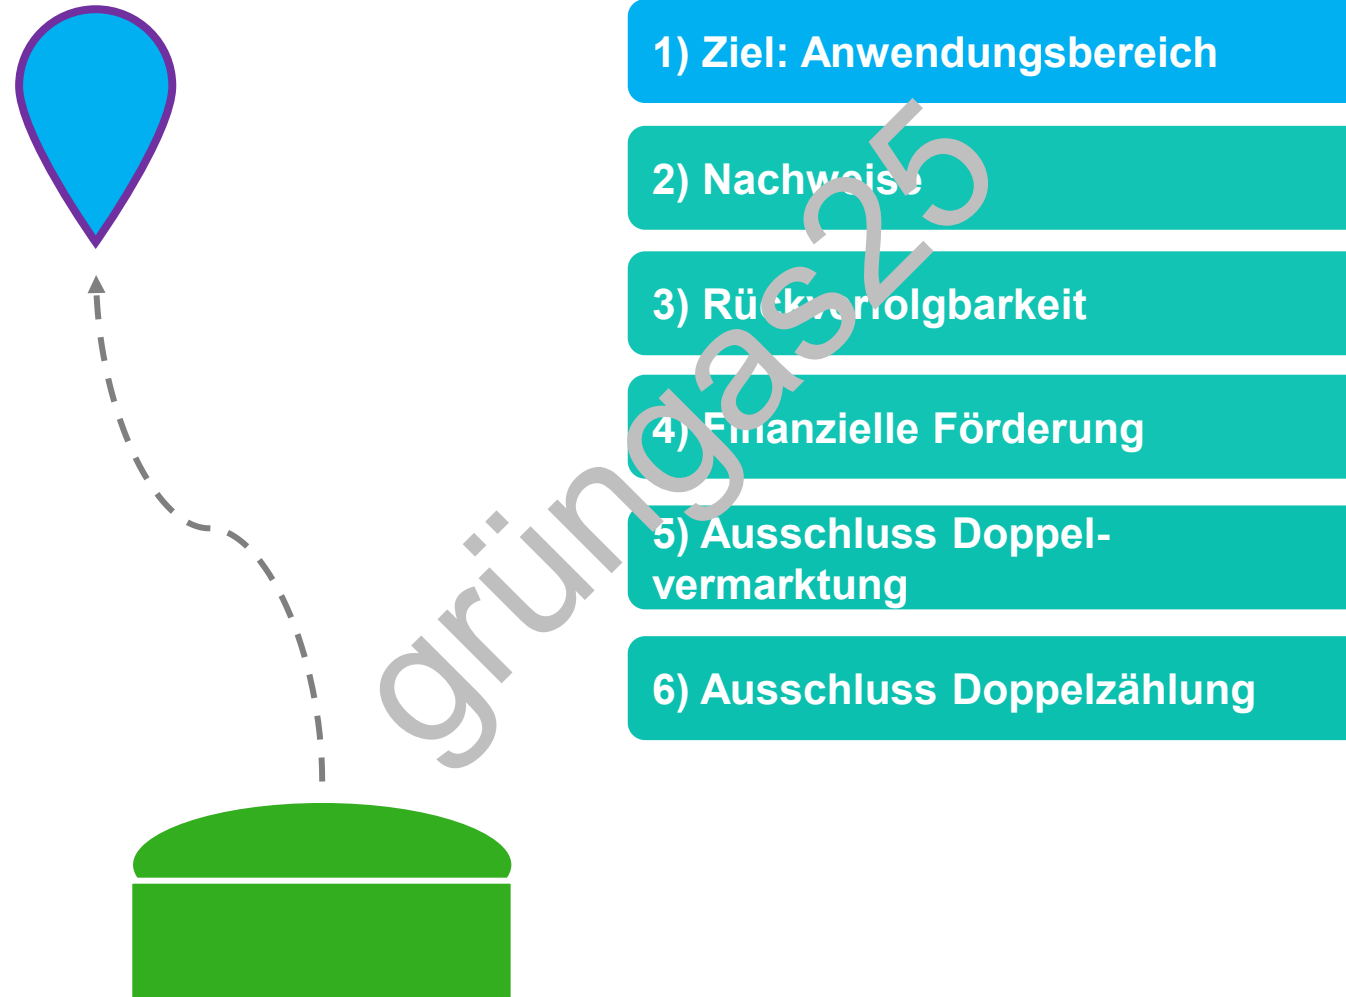 1) Ziel: Anwendungsbereich
2) Nachweise
3) Rückverfolgbarkeit
4) Finanzielle Förderung
5) Ausschluss Doppel-
vermarktung
6) Ausschluss Doppelzählung
grüngas25